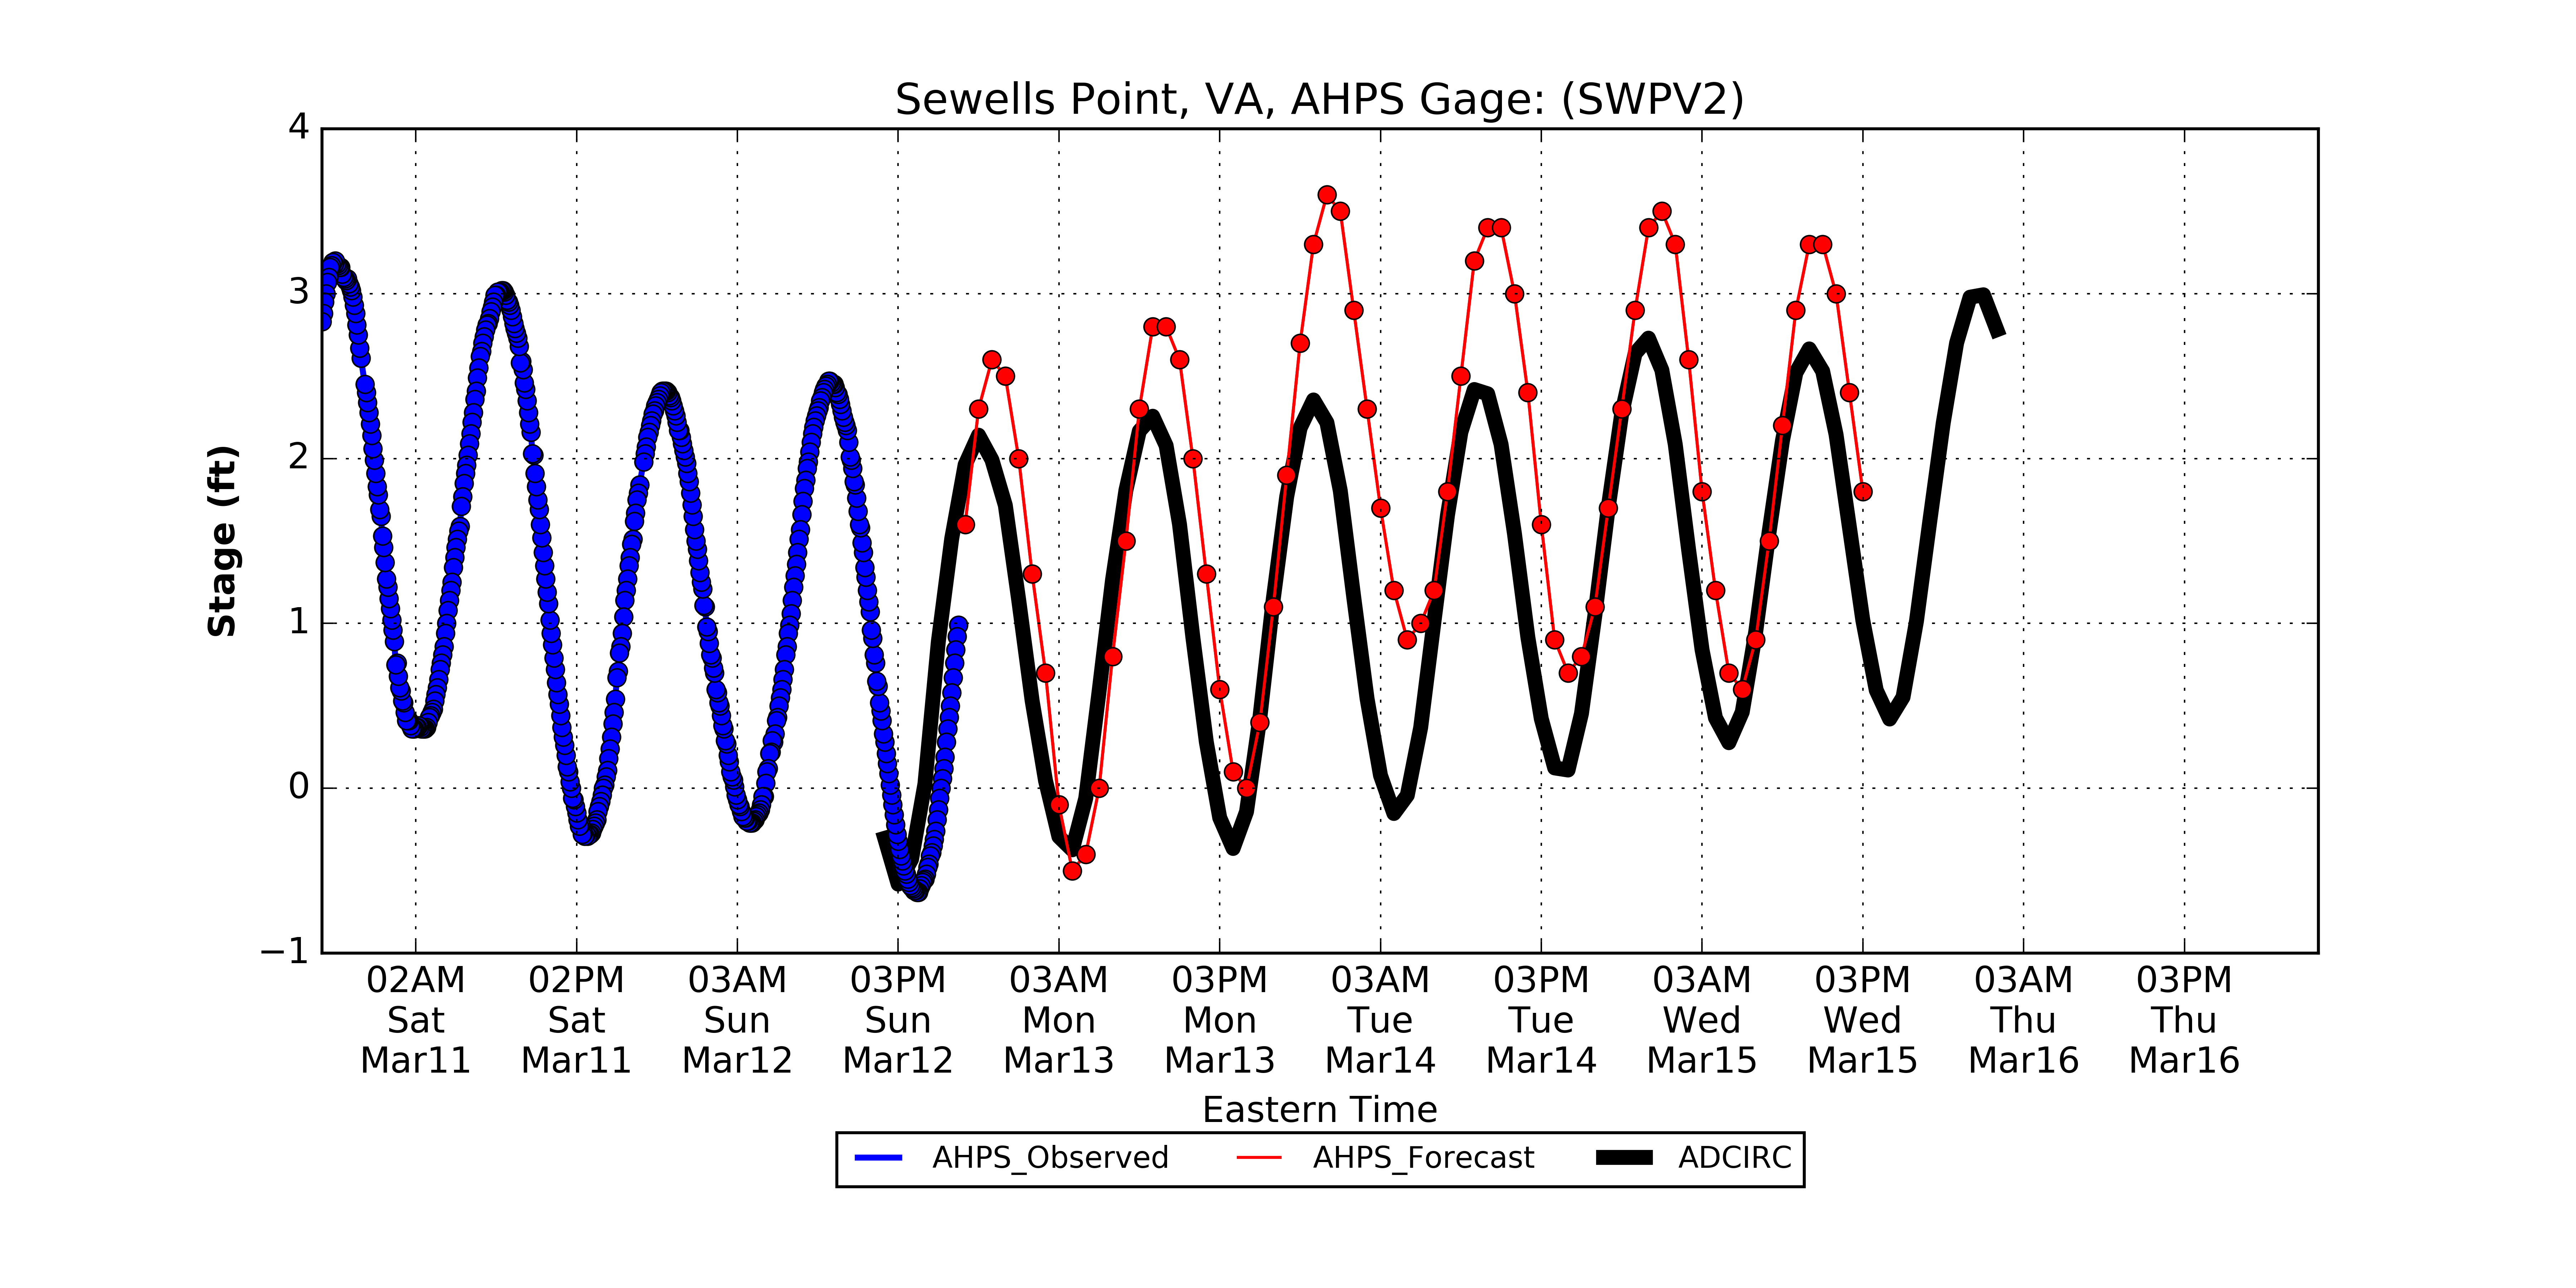 Sewells Point, VA, AHPS Gage: (SWPV2)
4
3
2
1
0
−1
Stage (ft)
02AM 02PM 03AM 03PM 03AM 03PM 03AM 03PM 03AM 03PM 03AM 03PM
Sat Sat Sun Sun Mon Mon Tue Tue Wed Wed Thu Thu
Mar11 Mar11 Mar12 Mar12 Mar13 Mar13 Mar14 Mar14 Mar15 Mar15 Mar16 Mar16
Eastern Time
AHPS_Observed AHPS_Forecast ADCIRC